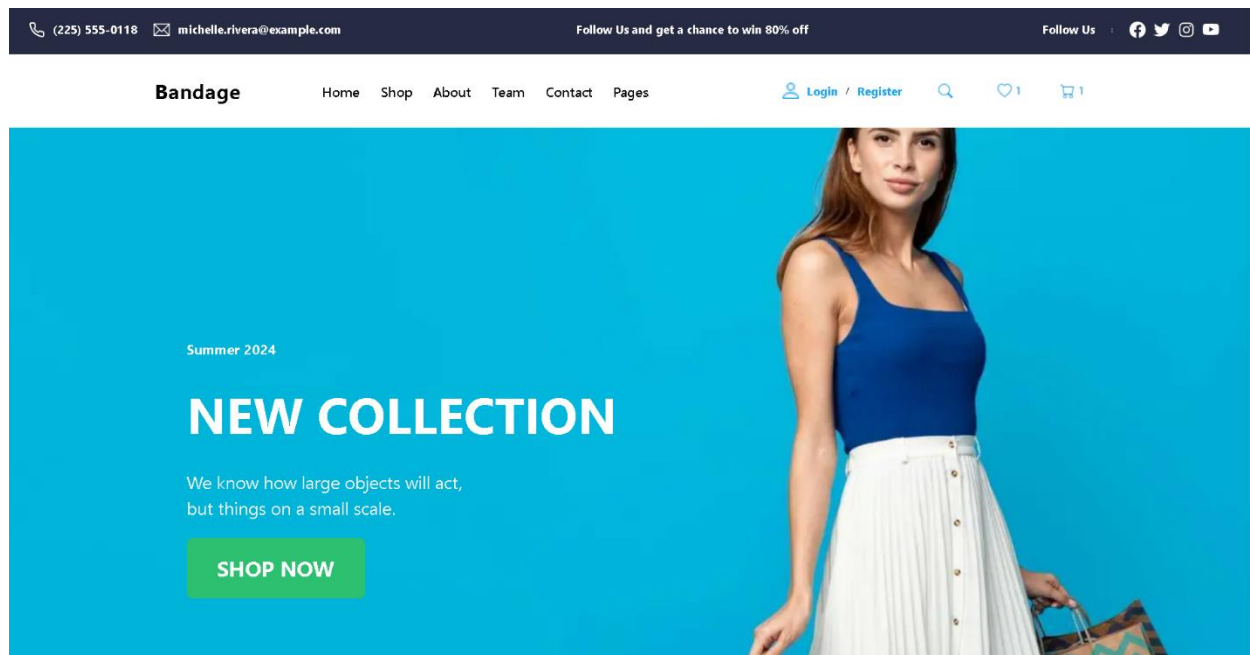 (225) 555-0118 michelle.rivera@example.com Follow Us and get a chance to win 80% off Follow Us :
Bandage Home Shop About Team Contact Pages Login / Register 1 1
Summer 2024
NEW COLLECTION
We know how large objects will act,
but things on a small scale.
SHOP NOW